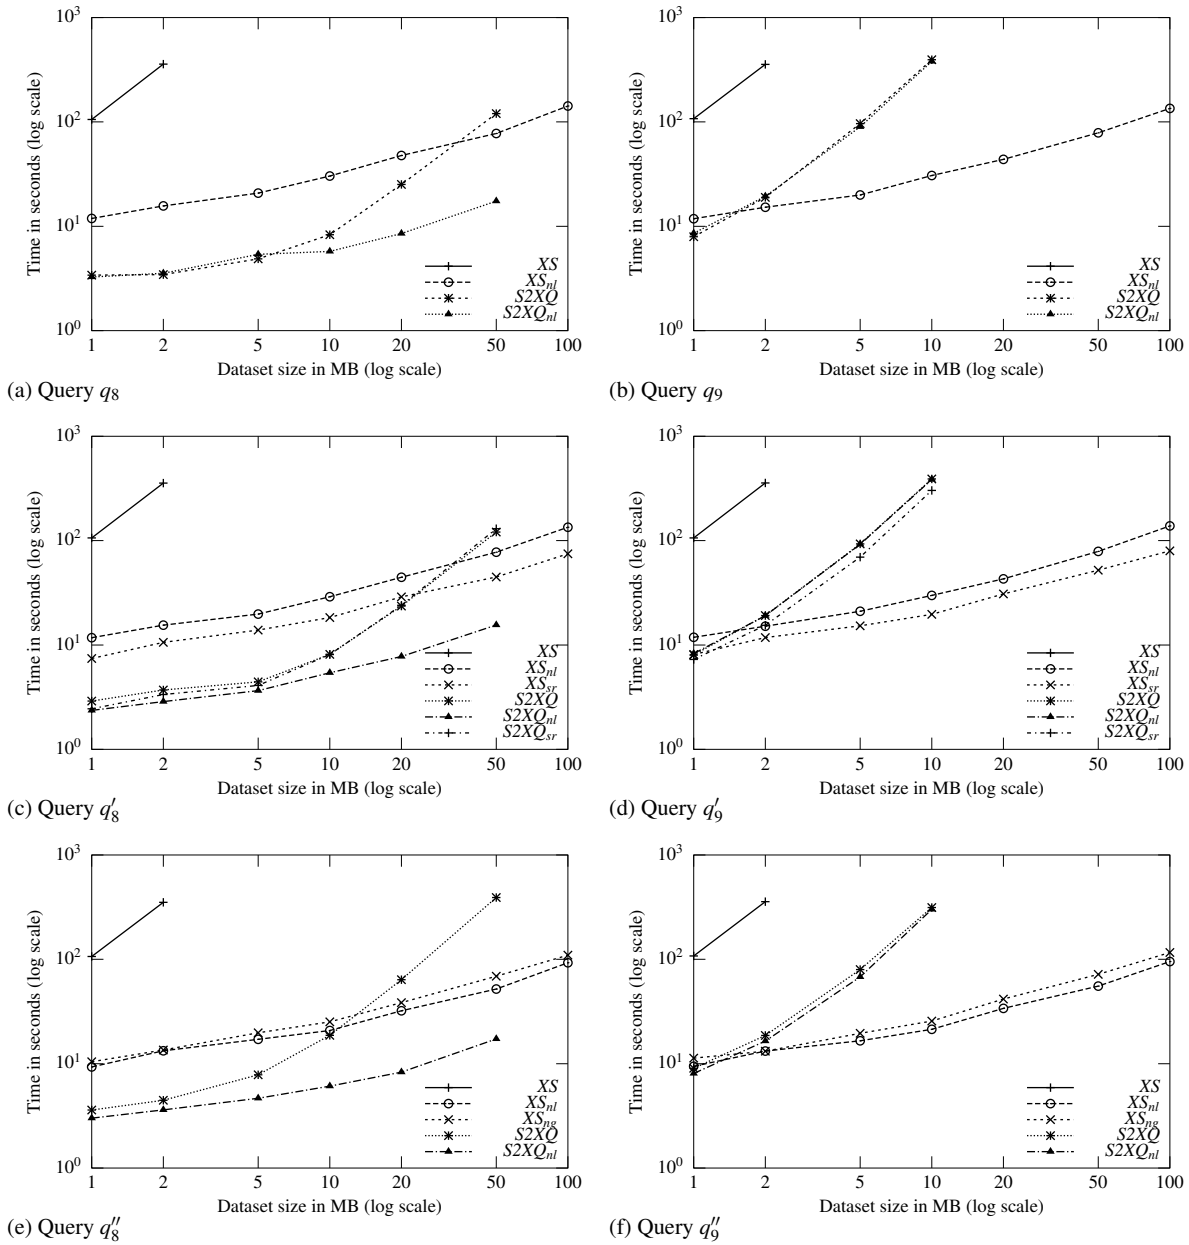 10^3
10^2
10^1
10^0
Time in seconds (log scale)
1 2 5 10 20 50 100
Dataset size in MB (log scale)
XS
XS_nl
S2XQ
S2XQ_nl
(a) Query q_8
10^3
10^2
10^1
10^0
Time in seconds (log scale)
1 2 5 10 20 50 100
Dataset size in MB (log scale)
XS
XS_nl
S2XQ
S2XQ_nl
(b) Query q_9
10^3
10^2
10^1
10^0
Time in seconds (log scale)
1 2 5 10 20 50 100
Dataset size in MB (log scale)
XS
XS_nl
XS_sr
S2XQ
S2XQ_nl
S2XQ_sr
(c) Query q′_8
10^3
10^2
10^1
10^0
Time in seconds (log scale)
1 2 5 10 20 50 100
Dataset size in MB (log scale)
XS
XS_nl
XS_sr
S2XQ
S2XQ_nl
S2XQ_sr
(d) Query q′_9
10^3
10^2
10^1
10^0
Time in seconds (log scale)
1 2 5 10 20 50 100
Dataset size in MB (log scale)
XS
XS_nl
XS_ng
S2XQ
S2XQ_nl
(e) Query q″_8
10^3
10^2
10^1
10^0
Time in seconds (log scale)
1 2 5 10 20 50 100
Dataset size in MB (log scale)
XS
XS_nl
XS_ng
S2XQ
S2XQ_nl
(f) Query q″_9